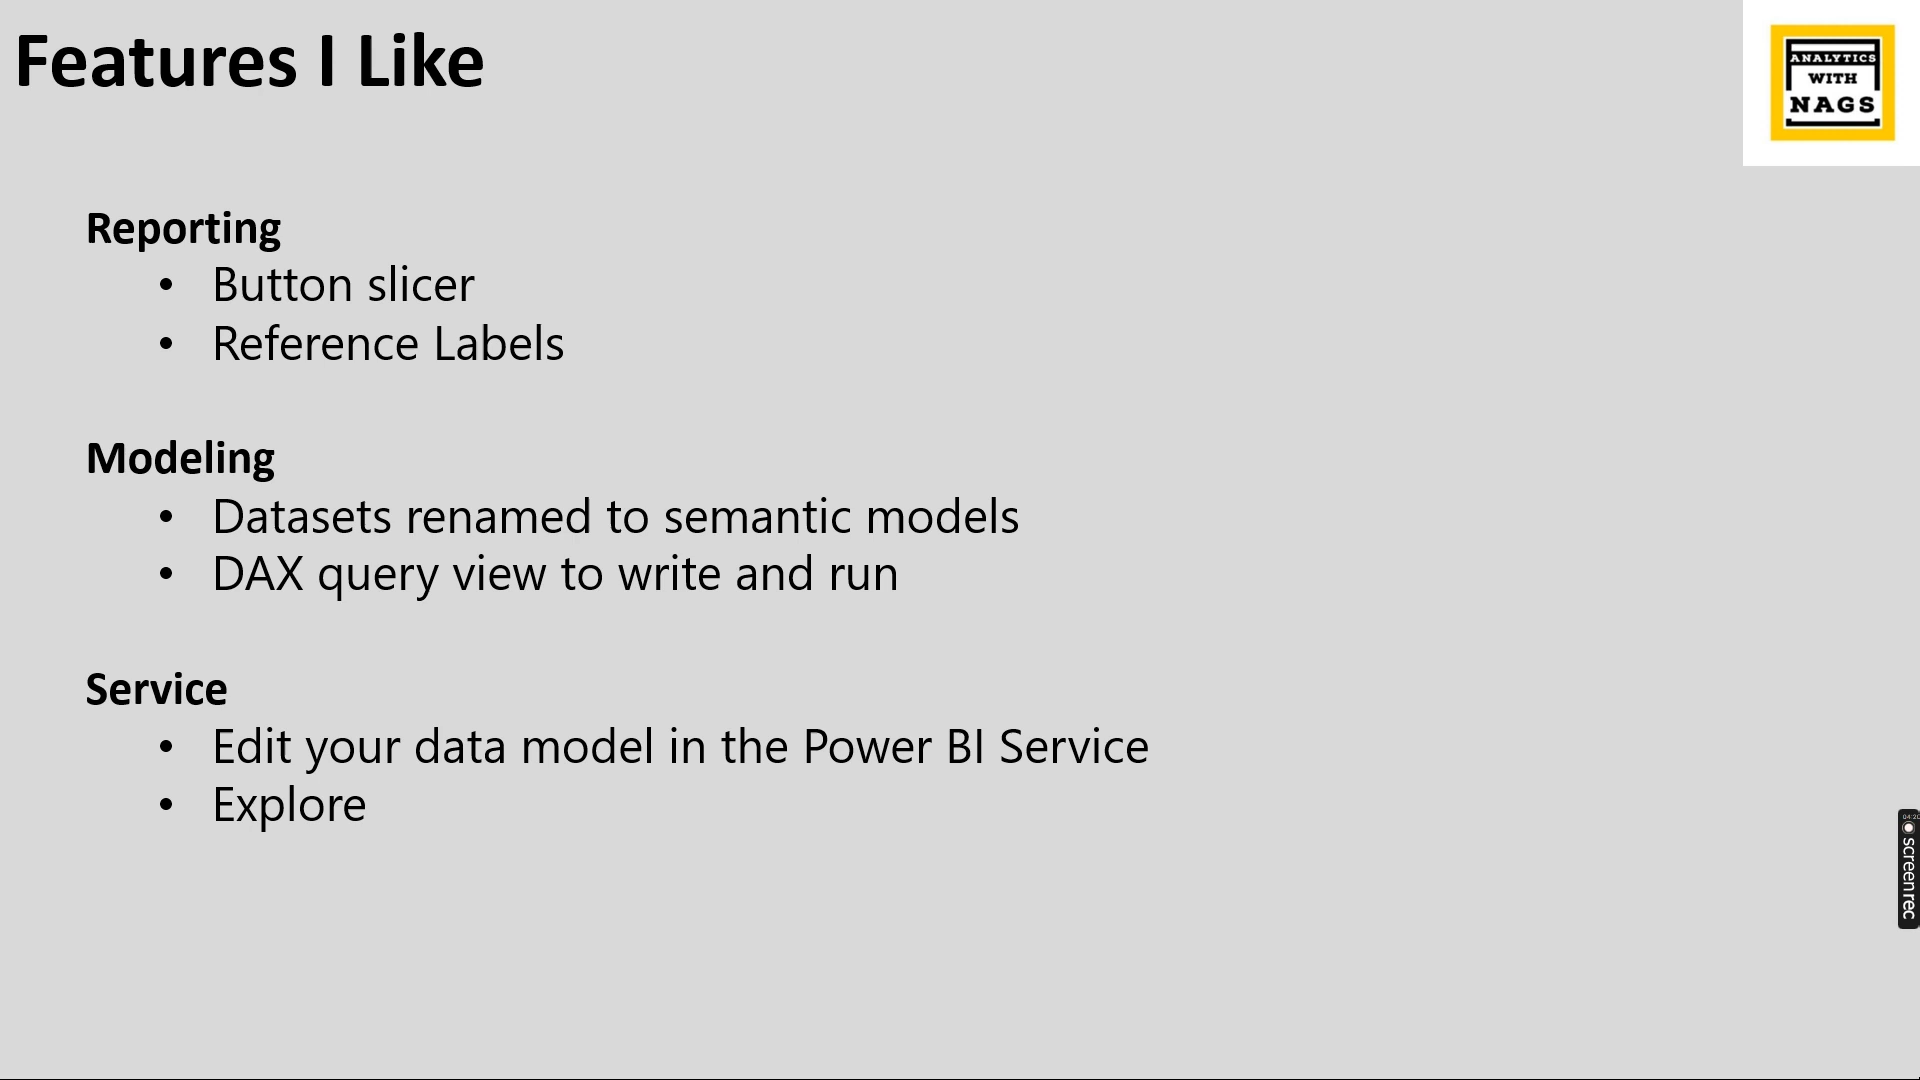 Features I Like
ANALYTICS
WITH
NAGS
Reporting
• Button slicer
• Reference Labels
Modeling
• Datasets renamed to semantic models
• DAX query view to write and run
Service
• Edit your data model in the Power BI Service
• Explore
screenrec